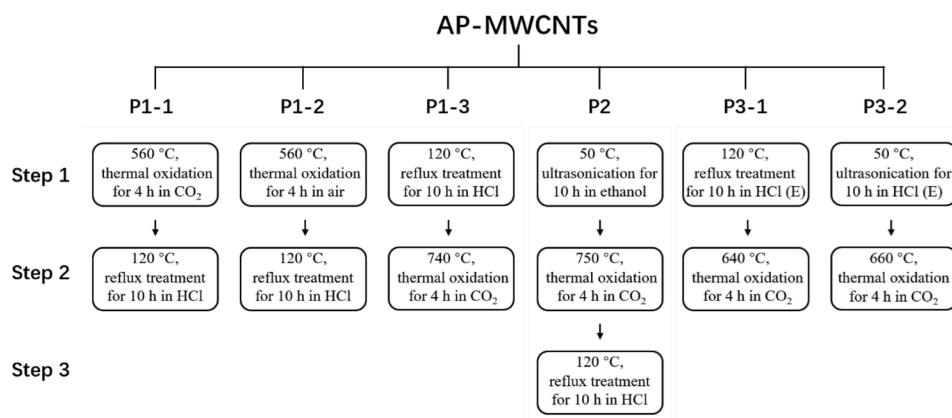 AP-MWCNTs
P1-1
P1-2
P1-3
P2
P3-1
P3-2
Step 1
560 °C,
thermal oxidation
for 4 h in CO₂
560 °C,
thermal oxidation
for 4 h in air
120 °C,
reflux treatment
for 10 h in HCl
50 °C,
ultrasonication for
10 h in ethanol
120 °C,
reflux treatment
for 10 h in HCl (E)
50 °C,
ultrasonication for
10 h in HCl (E)
Step 2
120 °C,
reflux treatment
for 10 h in HCl
120 °C,
reflux treatment
for 10 h in HCl
740 °C,
thermal oxidation
for 4 h in CO₂
750 °C,
thermal oxidation
for 4 h in CO₂
640 °C,
thermal oxidation
for 4 h in CO₂
660 °C,
thermal oxidation
for 4 h in CO₂
Step 3
120 °C,
reflux treatment
for 10 h in HCl